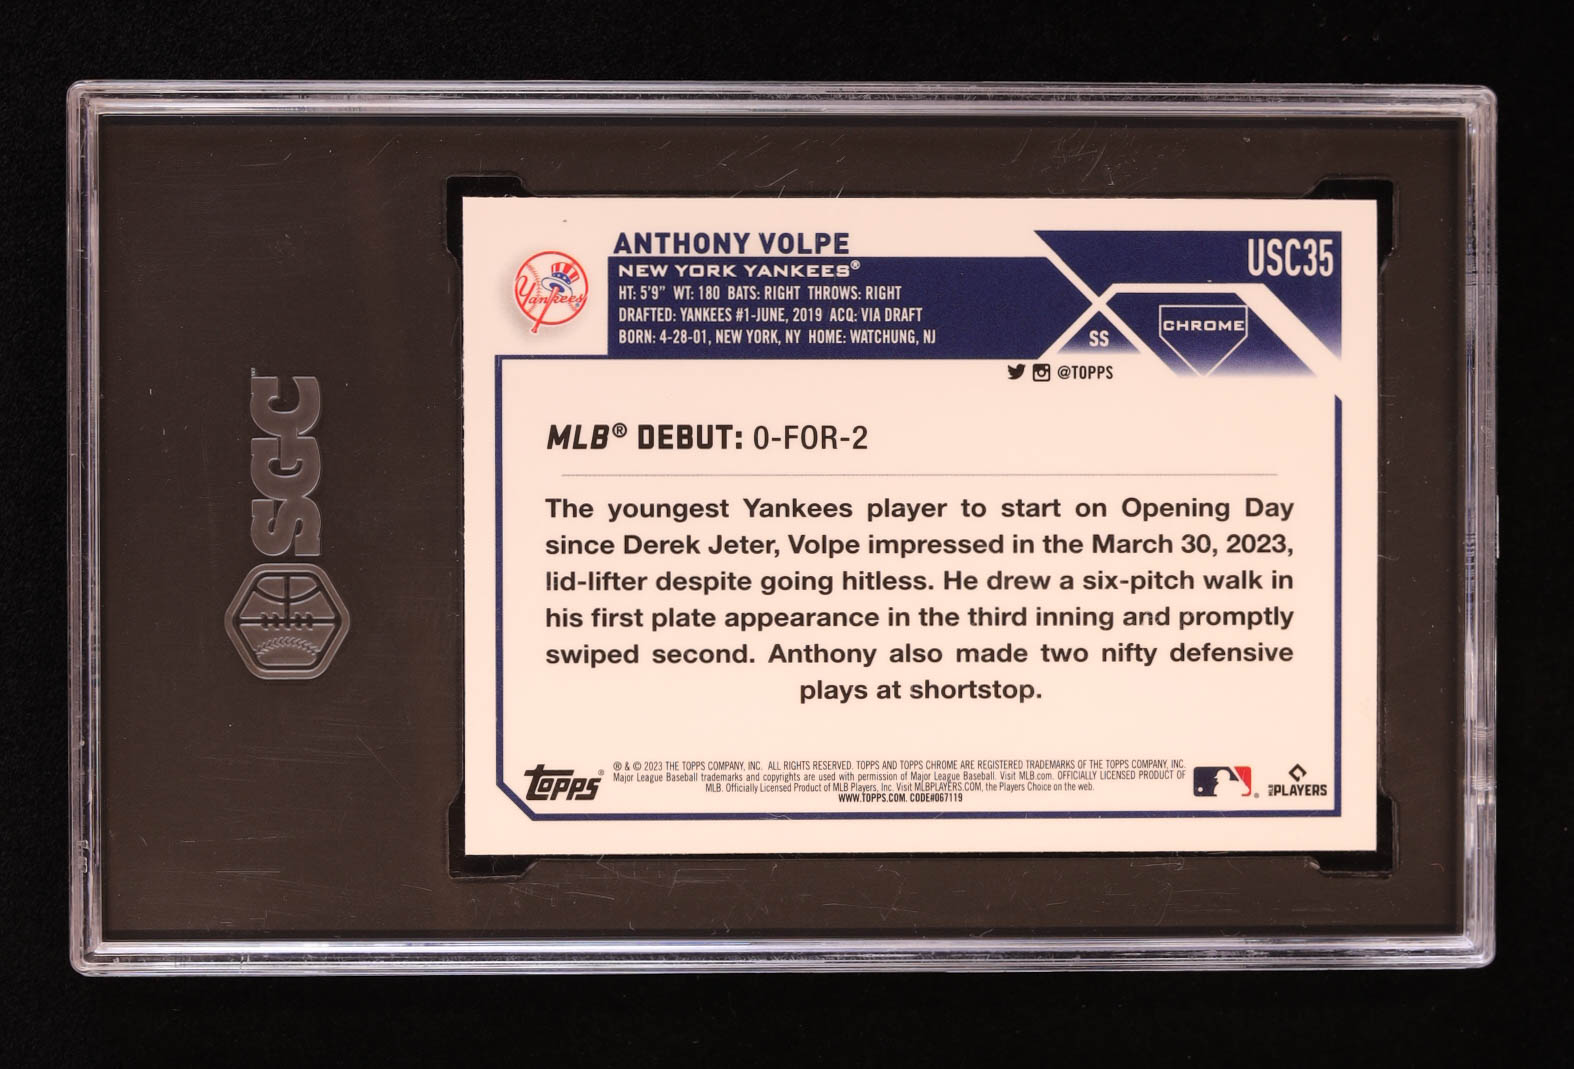 ANTHONY VOLPE
NEW YORK YANKEES®
HT: 5'9" WT: 180 BATS: RIGHT THROWS: RIGHT
DRAFTED: YANKEES #1-JUNE, 2019 ACQ: VIA DRAFT
BORN: 4-28-01, NEW YORK, NY HOME: WATCHUNG, NJ
Yankees
USC35
CHROME
SS
@TOPPS
MLB® DEBUT: 0-FOR-2
The youngest Yankees player to start on Opening Day
since Derek Jeter, Volpe impressed in the March 30, 2023,
lid-lifter despite going hitless. He drew a six-pitch walk in
his first plate appearance in the third inning and promptly
swiped second. Anthony also made two nifty defensive
plays at shortstop.
SGC
TOPPS®
® & © 2023 THE TOPPS COMPANY, INC. ALL RIGHTS RESERVED. TOPPS AND TOPPS CHROME ARE REGISTERED TRADEMARKS OF THE TOPPS COMPANY, INC.
Major League Baseball trademarks and copyrights are used with permission of Major League Baseball. Visit MLB.com. OFFICIALLY LICENSED PRODUCT OF
MLB. Officially Licensed Product of MLB Players, Inc. Visit MLBPLAYERS.COM, the Players Choice on the web.
WWW.TOPPS.COM. CODE#067119
MLB PLAYERS